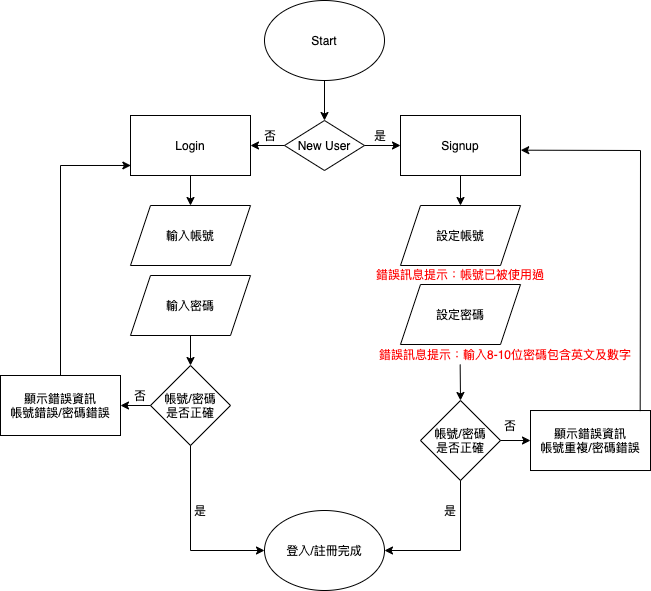 Start
否
New User
是
Login
Signup
輸入帳號
設定帳號
錯誤訊息提示：帳號已被使用過
輸入密碼
設定密碼
錯誤訊息提示：輸入8-10位密碼包含英文及數字
顯示錯誤資訊
帳號錯誤/密碼錯誤
否
帳號/密碼
是否正確
帳號/密碼
是否正確
否
顯示錯誤資訊
帳號重複/密碼錯誤
是
是
登入/註冊完成